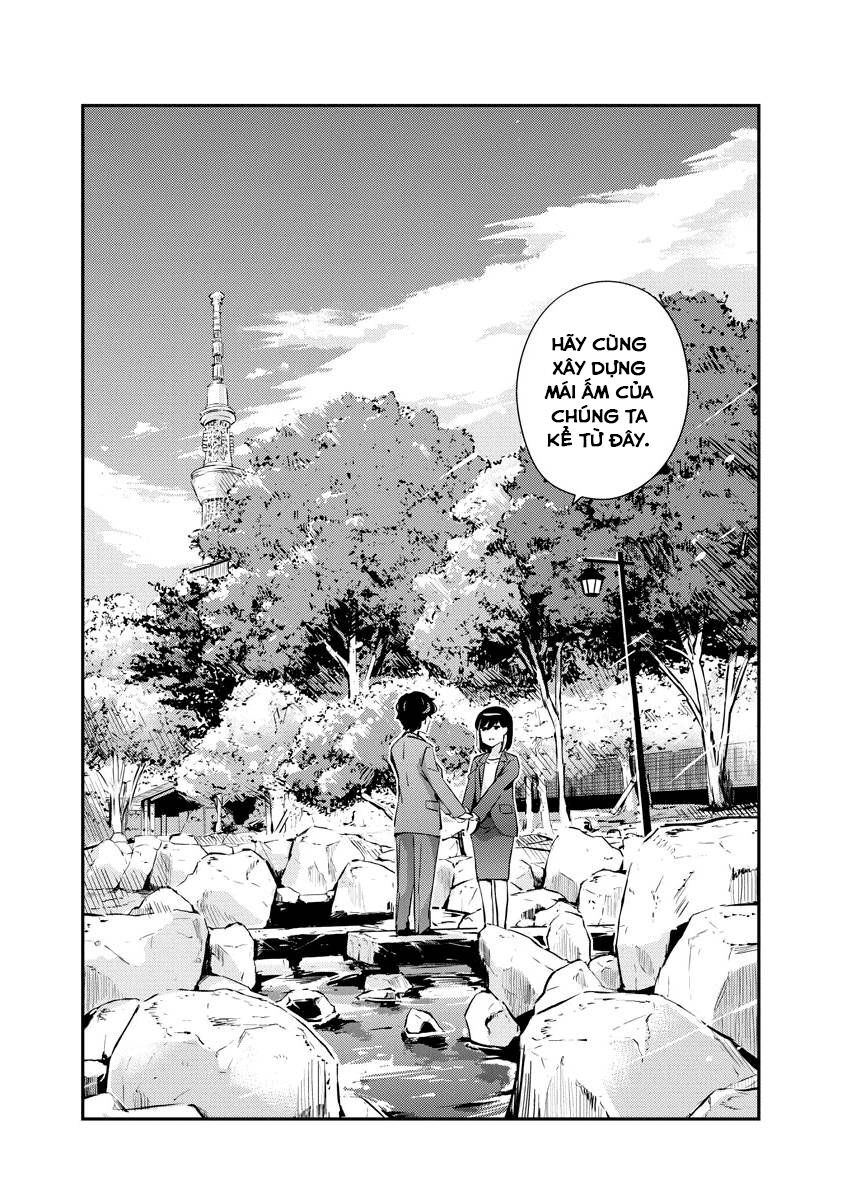 HÃY CÙNG
XÂY DỰNG
MÁI ẤM CỦA
CHÚNG TA
KỂ TỪ ĐÂY.